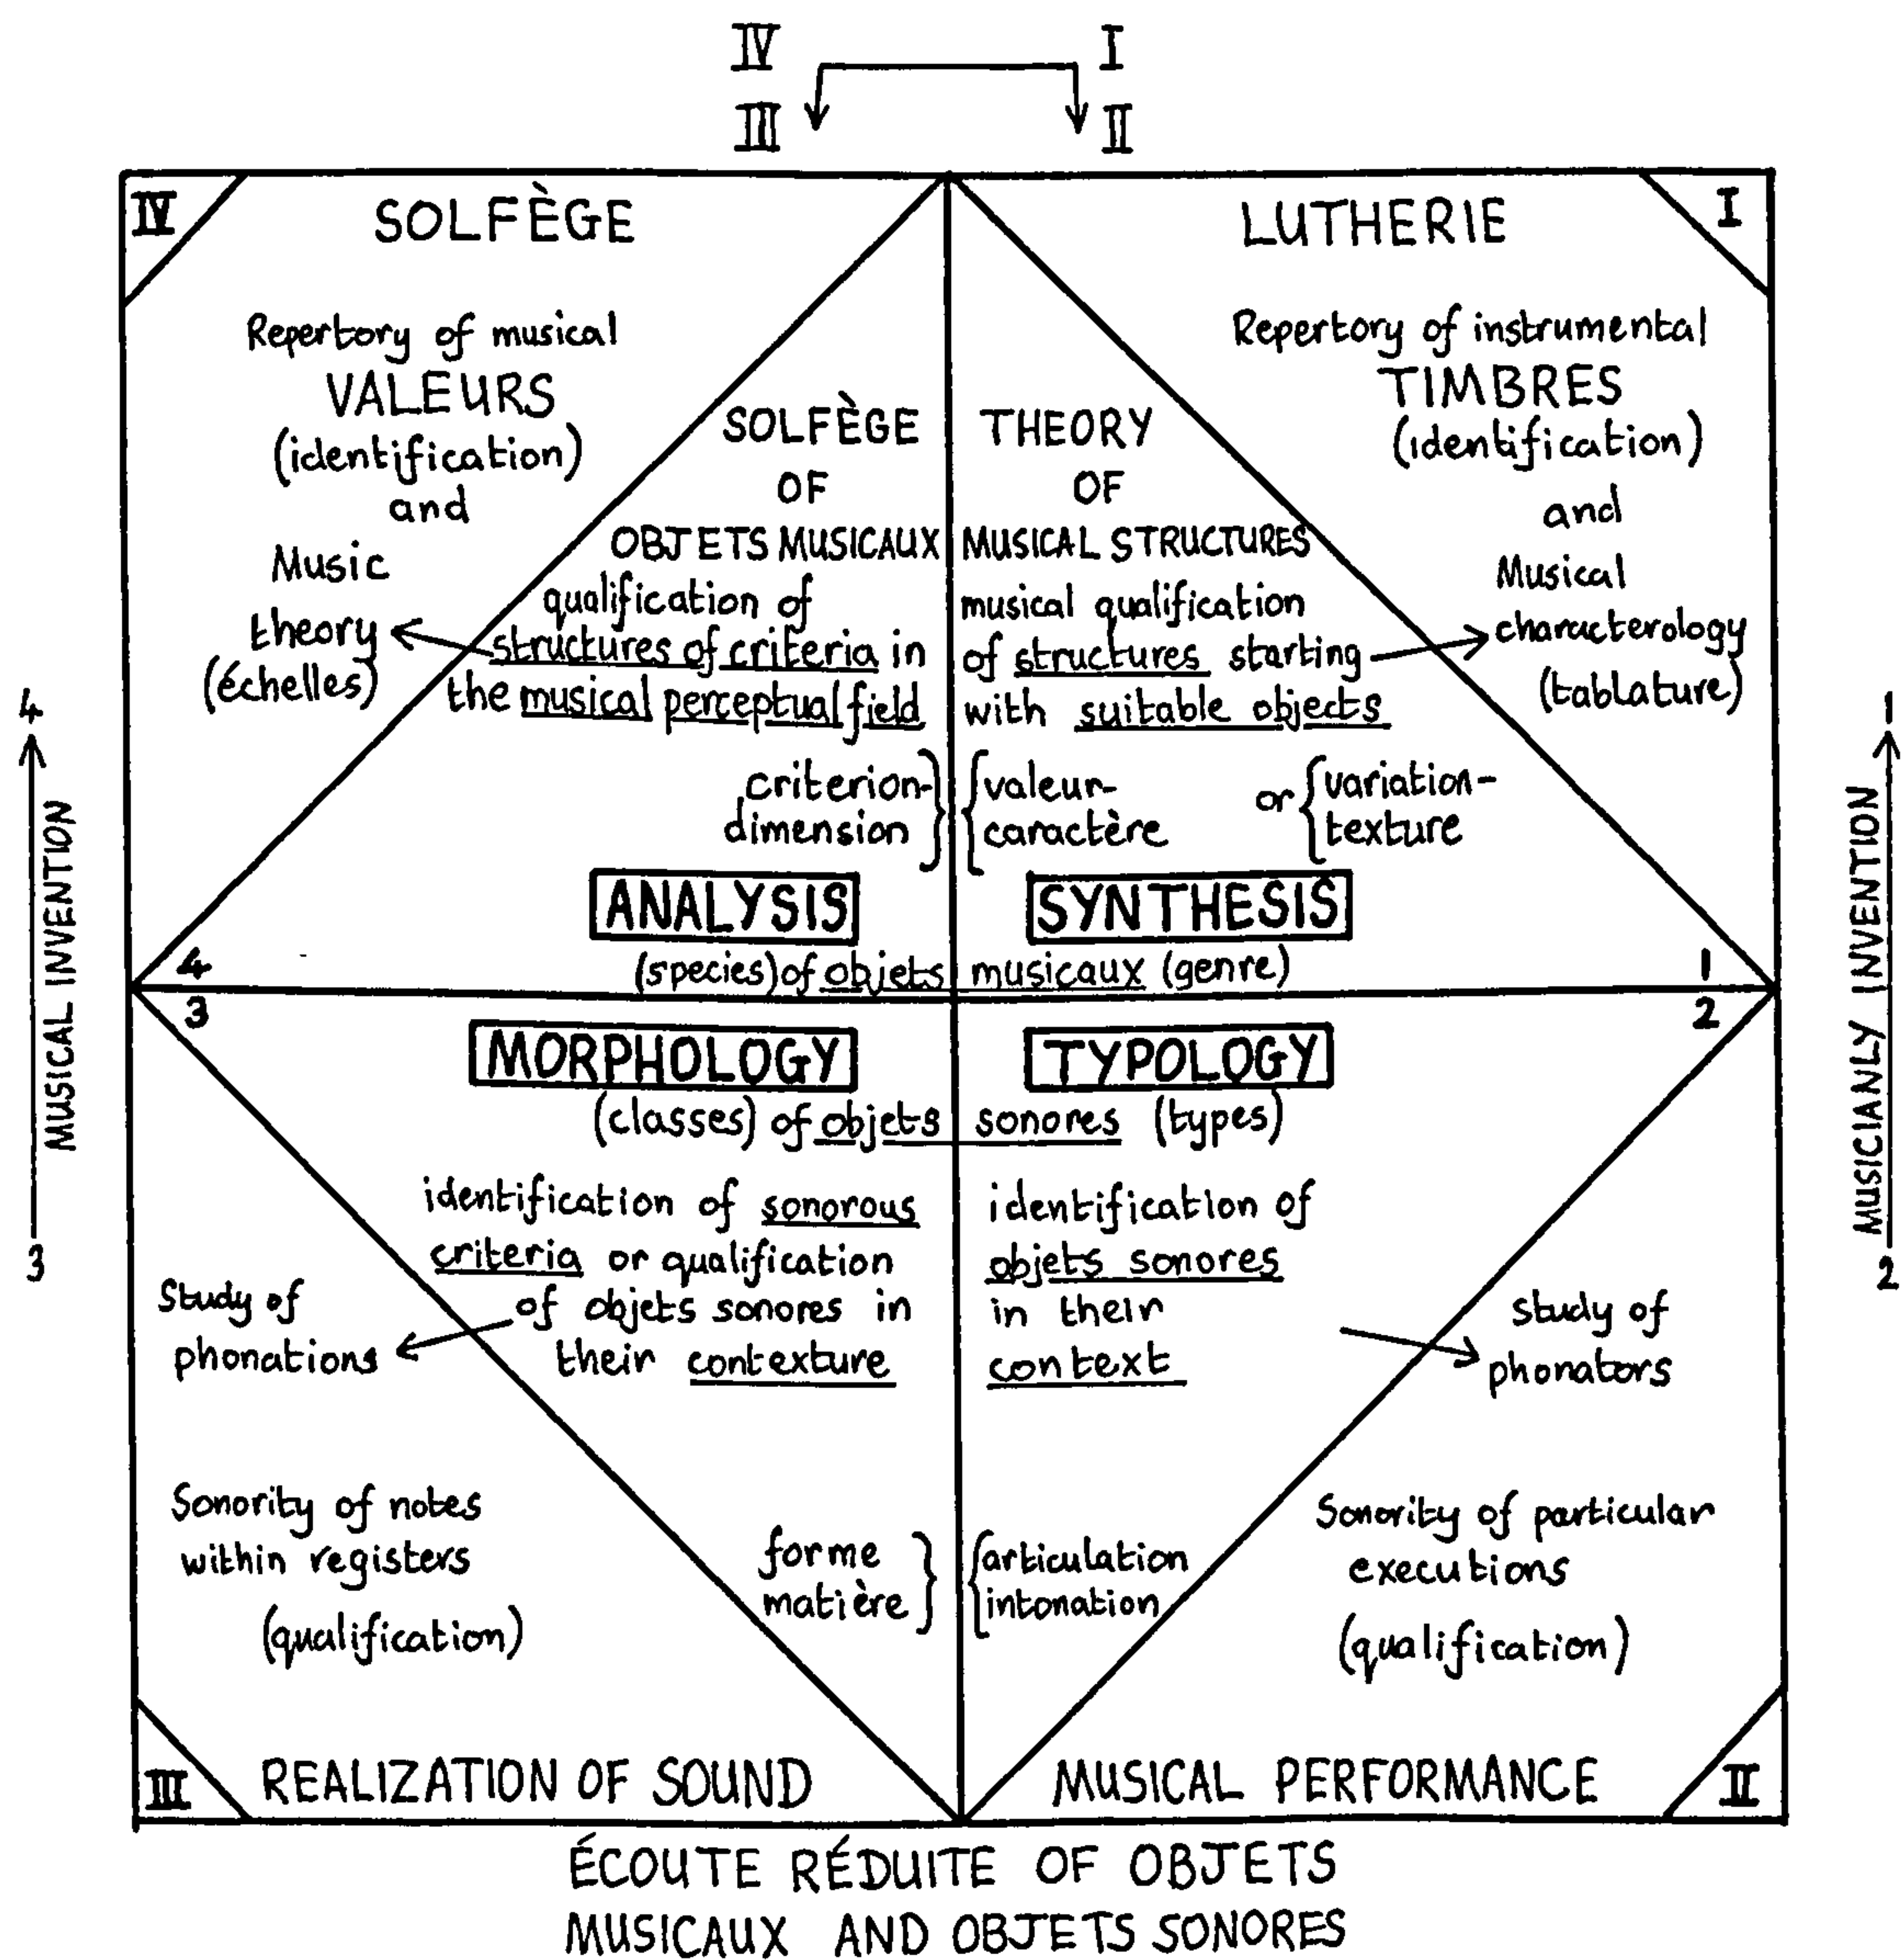 IV I
III II
IV
SOLFÈGE
Repertory of musical
VALEURS
(identification)
and
Music
theory
(échelles)
LUTHERIE
I
Repertory of instrumental
TIMBRES
(identification)
and
Musical
characterology
(tablature)
SOLFÈGE
OF
OBJETS MUSICAUX
qualification of
structures of criteria in
the musical perceptual field
criterion-
dimension
ANALYSIS
THEORY
OF
MUSICAL STRUCTURES
musical qualification
of structures starting
with suitable objects
valeur-
caractère
or
variation-
texture
SYNTHESIS
(species) of objets musicaux (genre)
4
1
3
2
MORPHOLOGY
TYPOLOGY
(classes) of objets sonores (types)
identification of sonorous
criteria or qualification
of objets sonores in
their contexture
forme
matière
identification of
objets sonores
in their
context
articulation
intonation
Study of
phonations
Sonority of notes
within registers
(qualification)
III
REALIZATION OF SOUND
study of
phonators
Sonority of particular
executions
(qualification)
MUSICAL PERFORMANCE
II
4
MUSICAL INVENTION
3
1
MUSICIANLY INVENTION
2
ÉCOUTE RÉDUITE OF OBJETS
MUSICAUX AND OBJETS SONORES